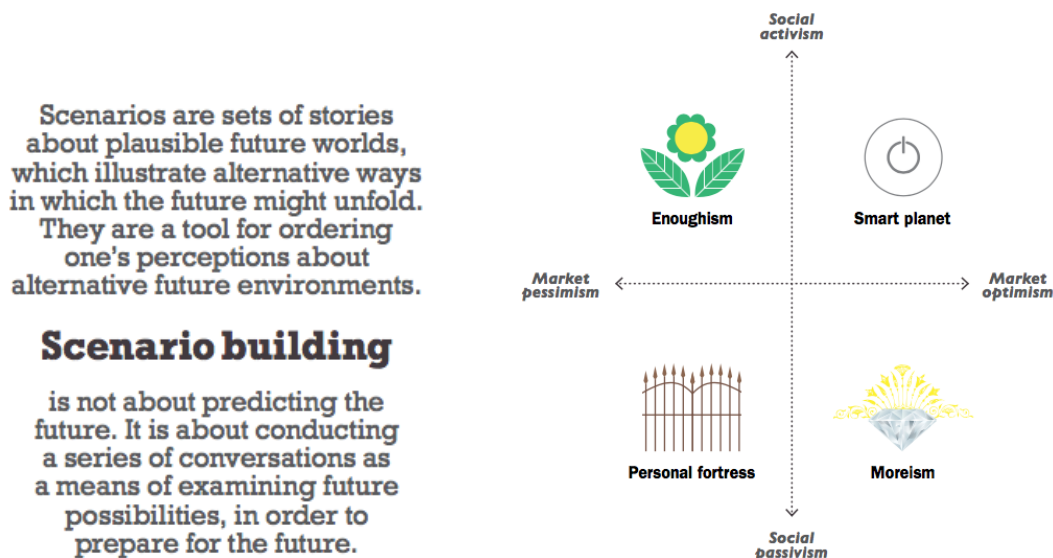 Scenarios are sets of stories
about plausible future worlds,
which illustrate alternative ways
in which the future might unfold.
They are a tool for ordering
one's perceptions about
alternative future environments.
Scenario building
is not about predicting the
future. It is about conducting
a series of conversations as
a means of examining future
possibilities, in order to
prepare for the future.
Social
activism
Enoughism
Smart planet
Market
pessimism
Market
optimism
Personal fortress
Moreism
Social
passivism